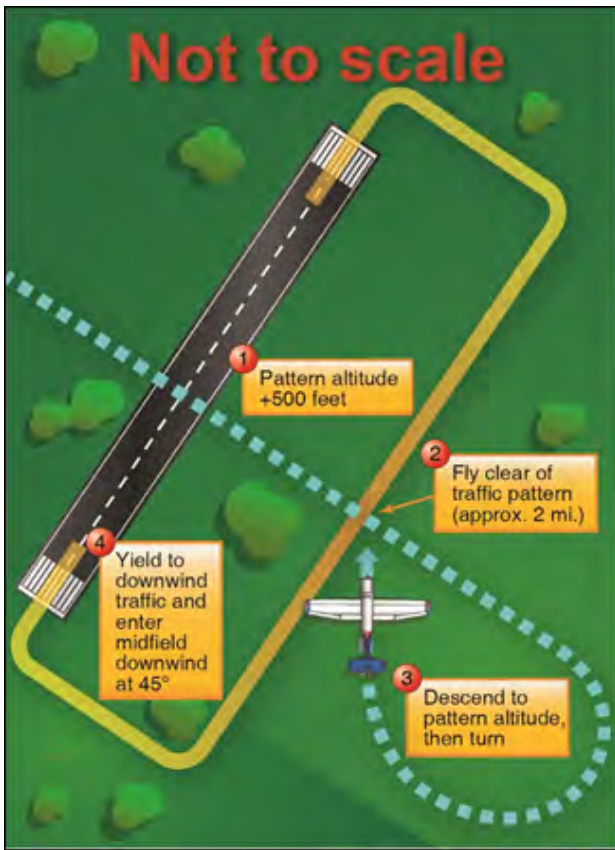 Not to scale
1
Pattern altitude
+500 feet
2
Fly clear of
traffic pattern
(approx. 2 mi.)
4
Yield to
downwind
traffic and
enter
midfield
downwind
at 45°
3
Descend to
pattern altitude,
then turn